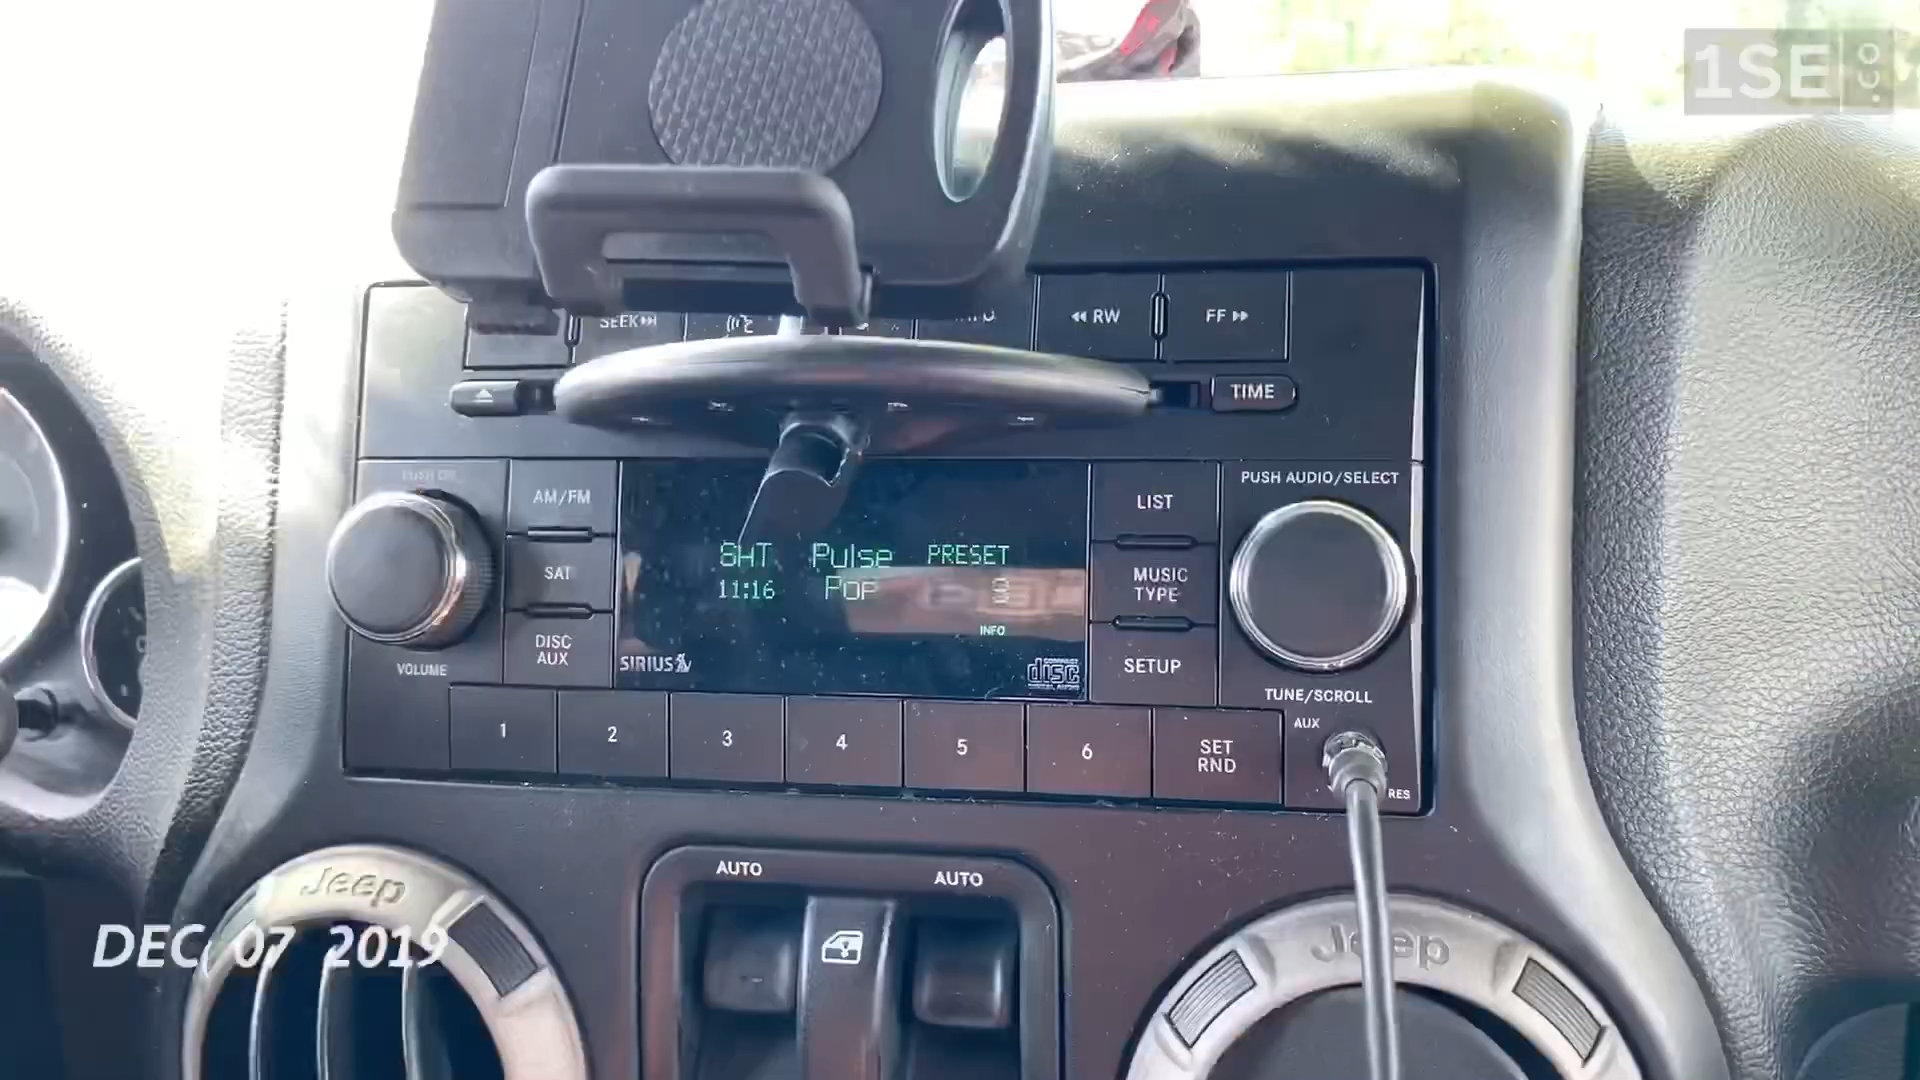 1SE
SEEK
RW
FF
TIME
PUSH AUDIO/SELECT
AM/FM
LIST
SAT
Pulse
PRESET
11:16
Pop
MUSIC
TYPE
INFO
DISC
AUX
SIRIUS
disc
SETUP
VOLUME
TUNE/SCROLL
AUX
1
2
3
4
5
6
SET
RND
RES
AUTO
AUTO
Jeep
Jeep
DEC 07 2019